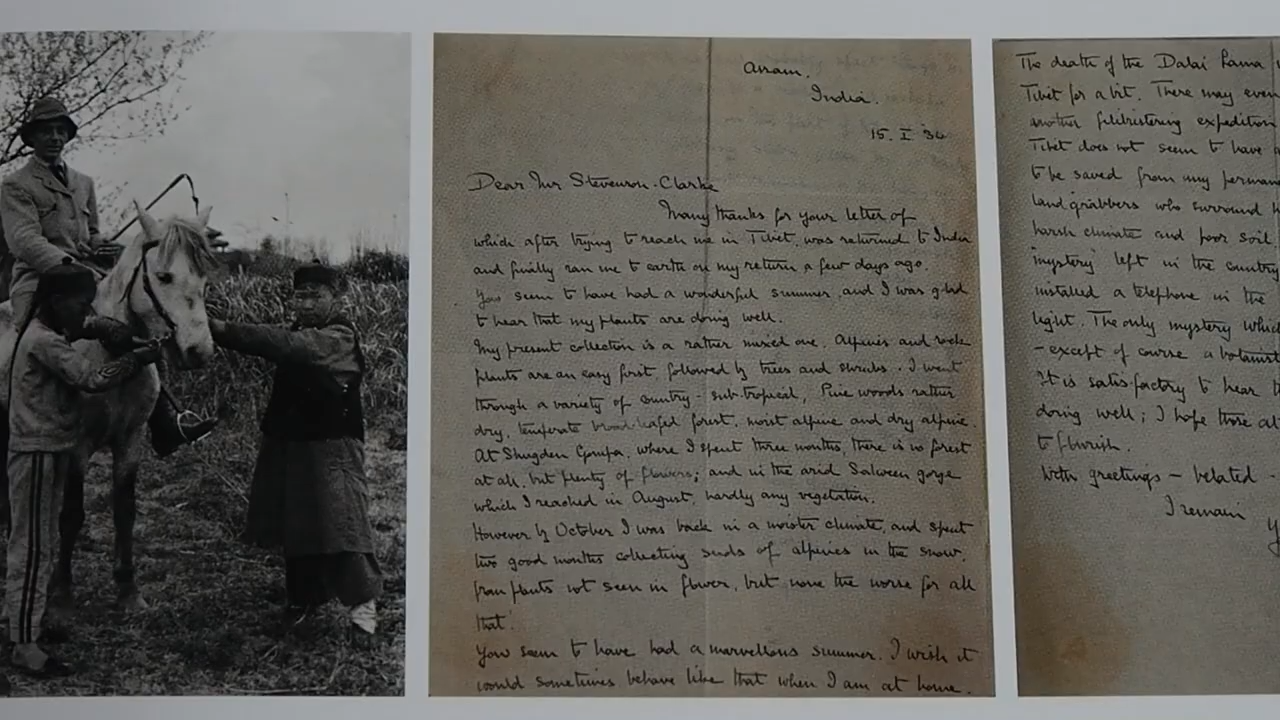 Assam,
India.
15. I 34
Dear Mr Stevenson-Clarke
Many thanks for your letter of
which after trying to reach me in Tibet, was returned to India
and finally ran me to earth on my return a few days ago.
You seem to have had a wonderful summer, and I was glad
to hear that my plants are doing well.
My present collection is a rather mixed one. Alpines and rock
plants are an easy first, followed by trees and shrubs. I went
through a variety of country - sub-tropical, Pine woods rather
dry, temperate broad-leafed forest, moist alpine and dry alpine.
At Shugden Gompa, where I spent three months, there is no forest
at all, but plenty of flowers; and in the arid Salween gorge
which I reached in August, hardly any vegetation.
However by October I was back in a moister climate, and spent
two good months collecting seeds of alpines in the snow,
from plants not seen in flower, but none the worse for all
that.
You seem to have had a marvellous summer. I wish it
would sometimes behave like that when I am at home.
The death of the Dalai Lama
Tibet for a bit. There may even
another filibustering expedition
Tibet does not seem to have
to be saved from my
land grabbers who surround
harsh climate and poor soil
'mystery' left in the country
installed a telephone in the
light. The only mystery
- except of course a botanist
It is satisfactory to hear
doing well; I hope those
to flourish.
With greetings - belated -
I remain